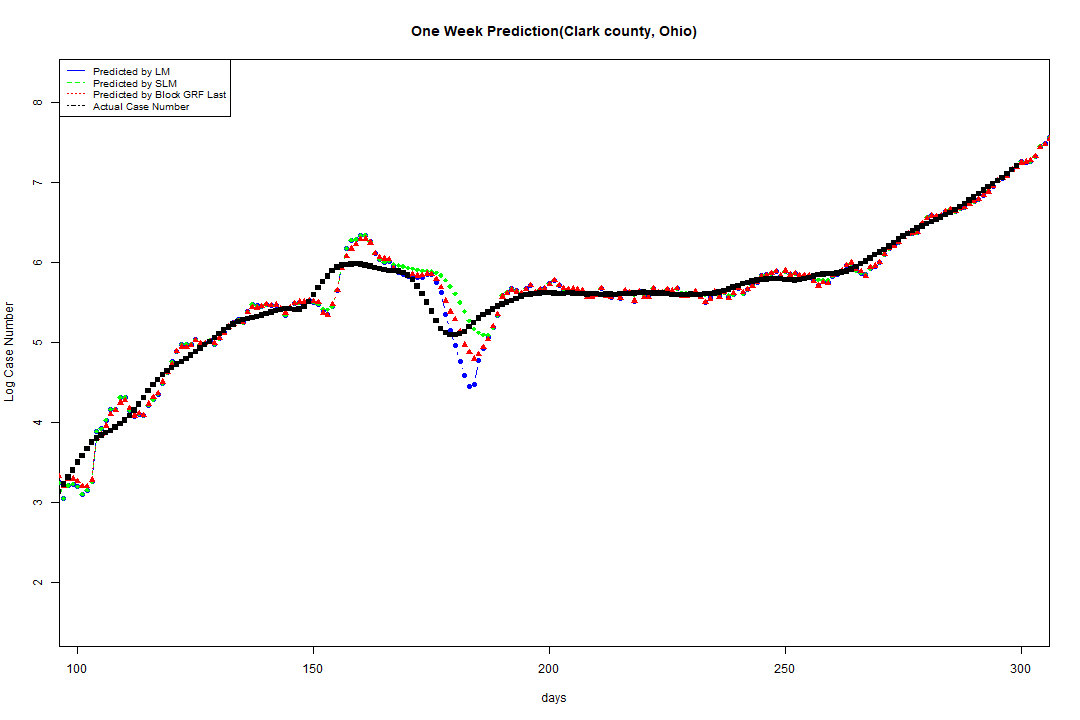 One Week Prediction(Clark county, Ohio)
Predicted by LM
Predicted by SLM
Predicted by Block GRF Last
Actual Case Number
8
7
6
5
4
3
2
Log Case Number
100 150 200 250 300
days